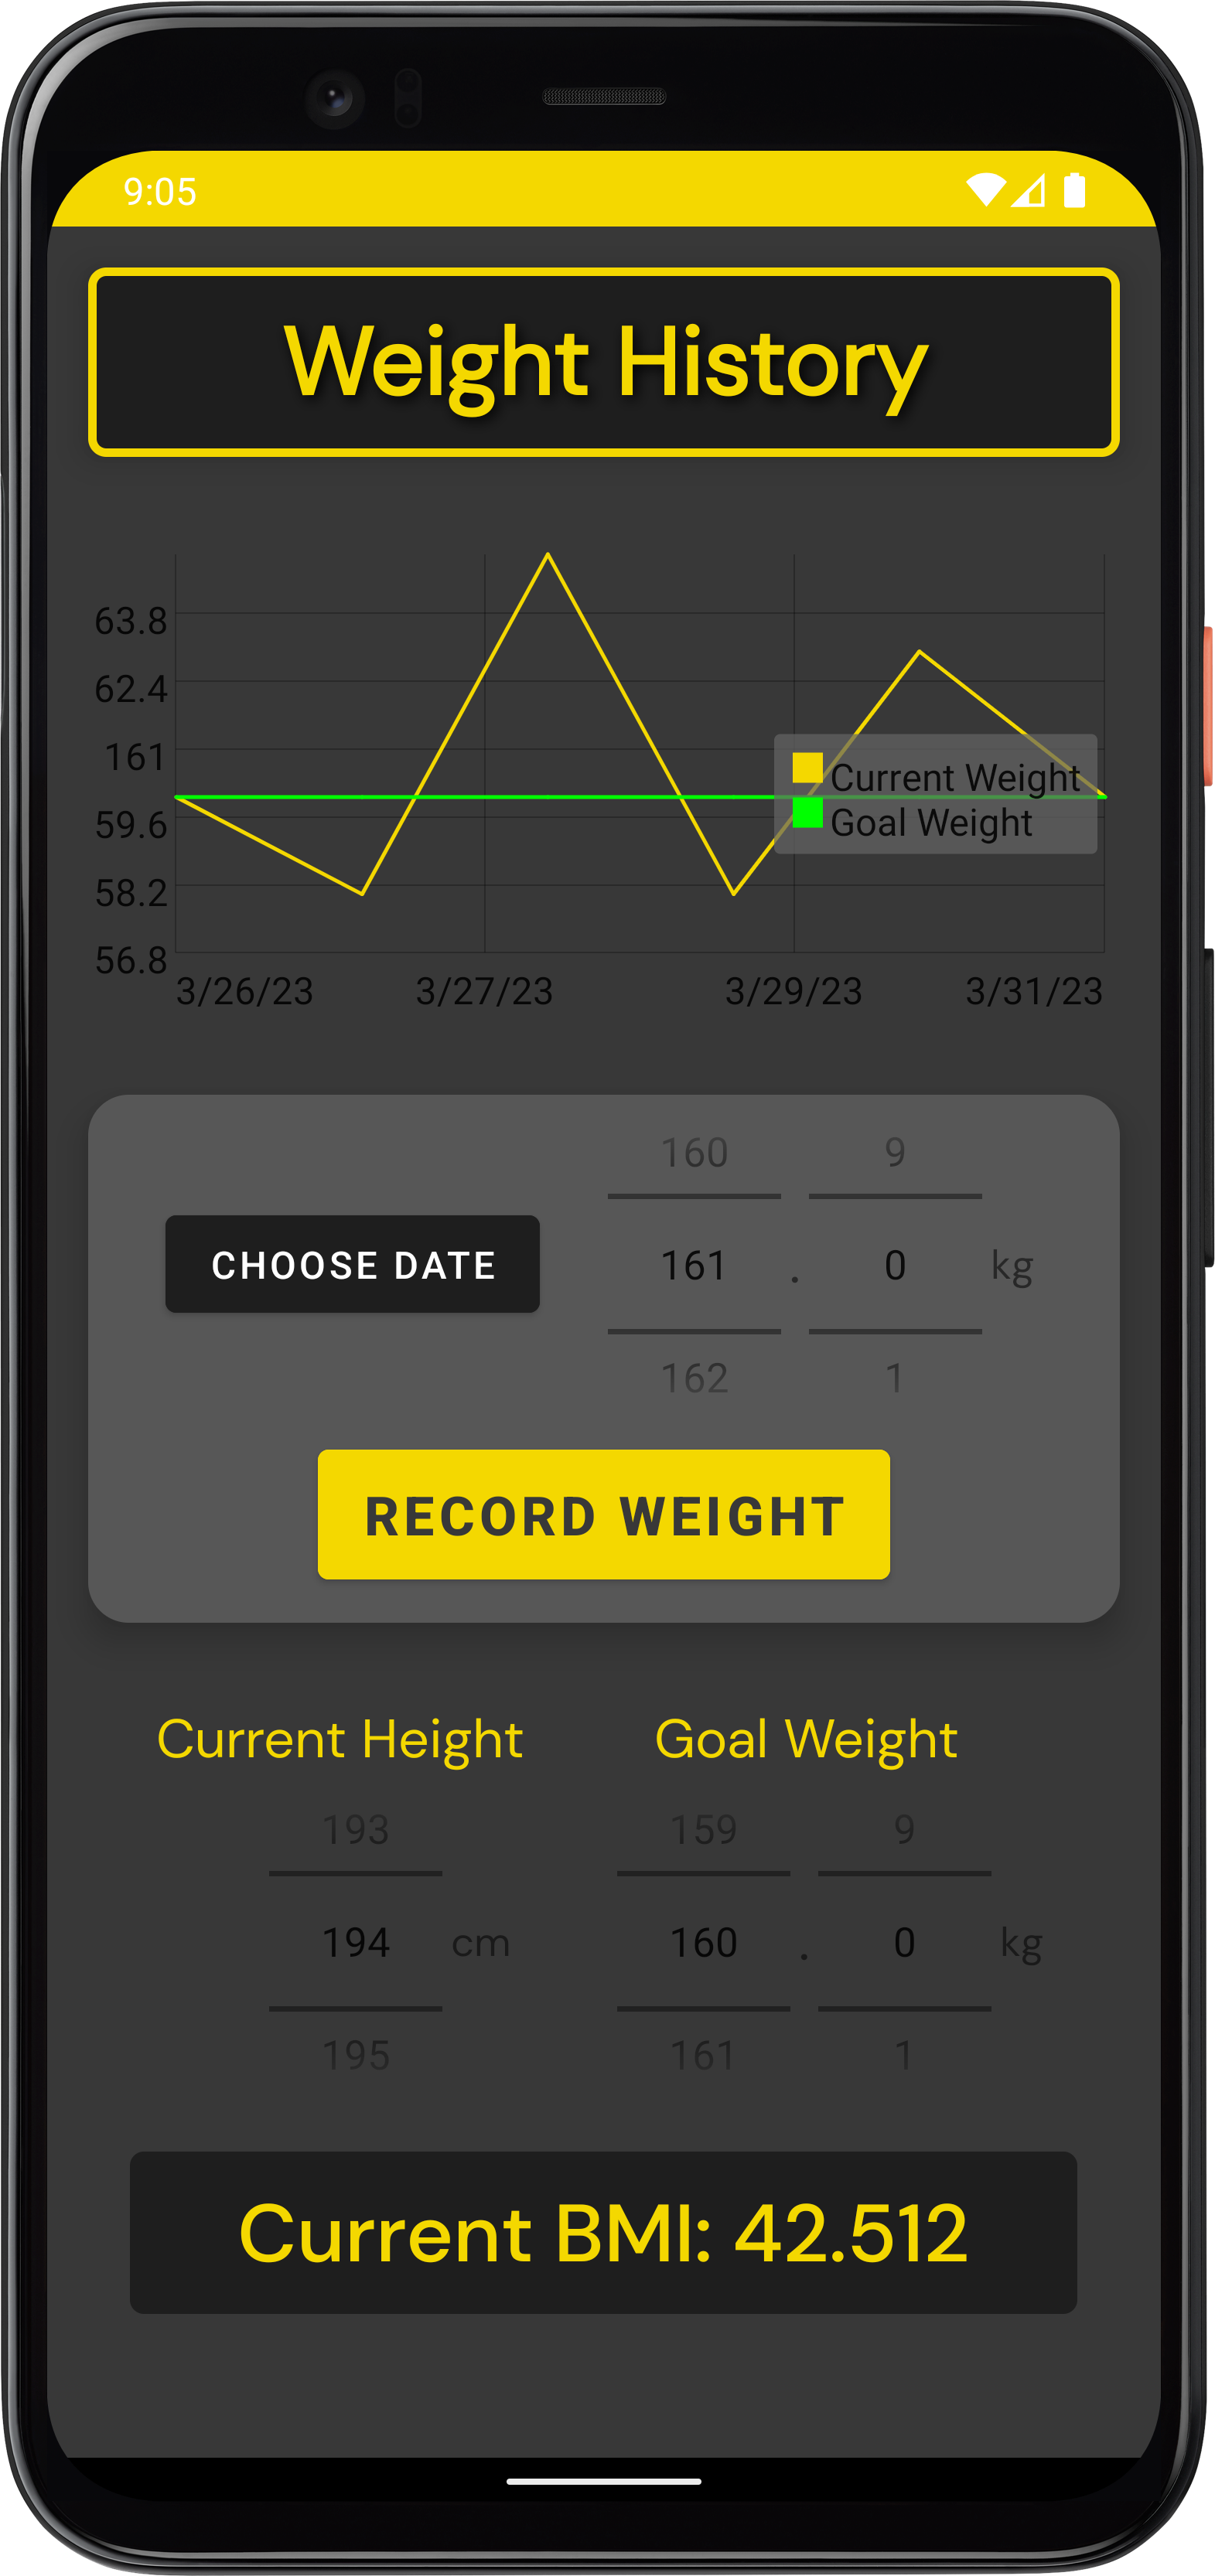 9:05
Weight History
63.8
62.4
161
59.6
58.2
56.8
Current Weight
Goal Weight
3/26/23 3/27/23 3/29/23 3/31/23
160 9
CHOOSE DATE 161 . 0 kg
162 1
RECORD WEIGHT
Current Height Goal Weight
193 159 9
194 cm 160 . 0 kg
195 161 1
Current BMI: 42.512